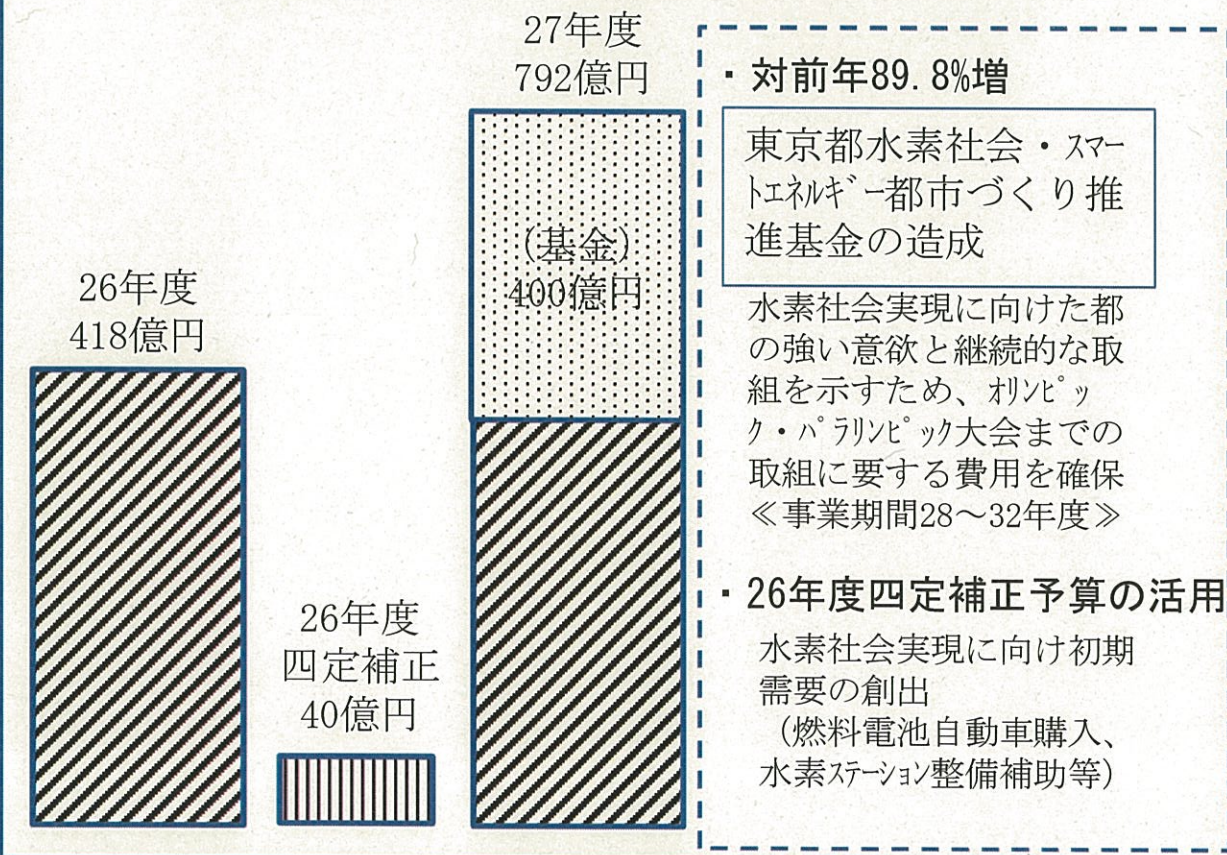 26年度
418億円
26年度
四定補正
40億円
27年度
792億円
(基金)
400億円
・対前年89.8%増
東京都水素社会・ｽﾏｰ
ﾄｴﾈﾙｷﾞｰ都市づくり推
進基金の造成
水素社会実現に向けた都
の強い意欲と継続的な取
組を示すため、ｵﾘﾝﾋﾟｯ
ｸ・ﾊﾟﾗﾘﾝﾋﾟｯｸ大会までの
取組に要する費用を確保
≪事業期間28～32年度≫
・26年度四定補正予算の活用
水素社会実現に向け初期
需要の創出
（燃料電池自動車購入、
水素ｽﾃｰｼｮﾝ整備補助等）